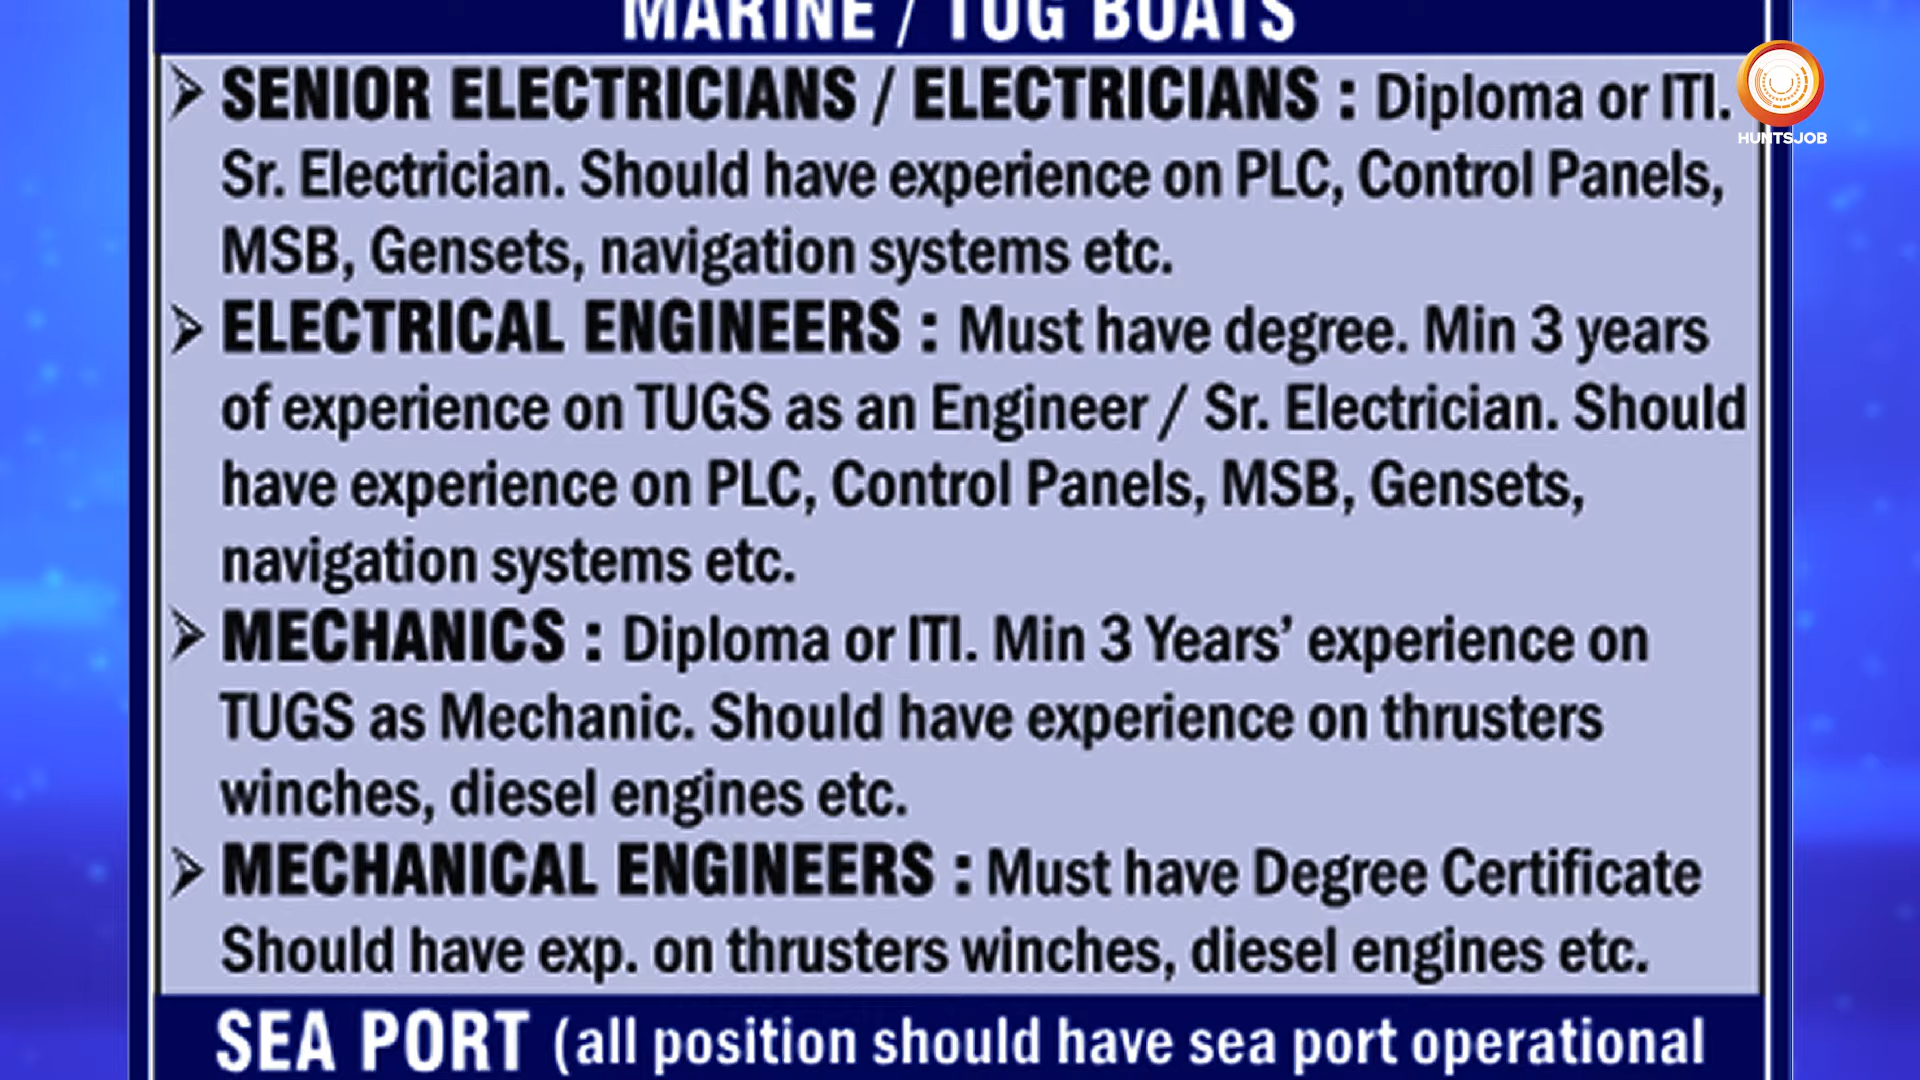 MARINE / TUG BOATS
➢ SENIOR ELECTRICIANS / ELECTRICIANS : Diploma or ITI.
Sr. Electrician. Should have experience on PLC, Control Panels,
MSB, Gensets, navigation systems etc.
➢ ELECTRICAL ENGINEERS : Must have degree. Min 3 years
of experience on TUGS as an Engineer / Sr. Electrician. Should
have experience on PLC, Control Panels, MSB, Gensets,
navigation systems etc.
➢ MECHANICS : Diploma or ITI. Min 3 Years’ experience on
TUGS as Mechanic. Should have experience on thrusters
winches, diesel engines etc.
➢ MECHANICAL ENGINEERS : Must have Degree Certificate
Should have exp. on thrusters winches, diesel engines etc.
SEA PORT (all position should have sea port operational
HUNTSJOB